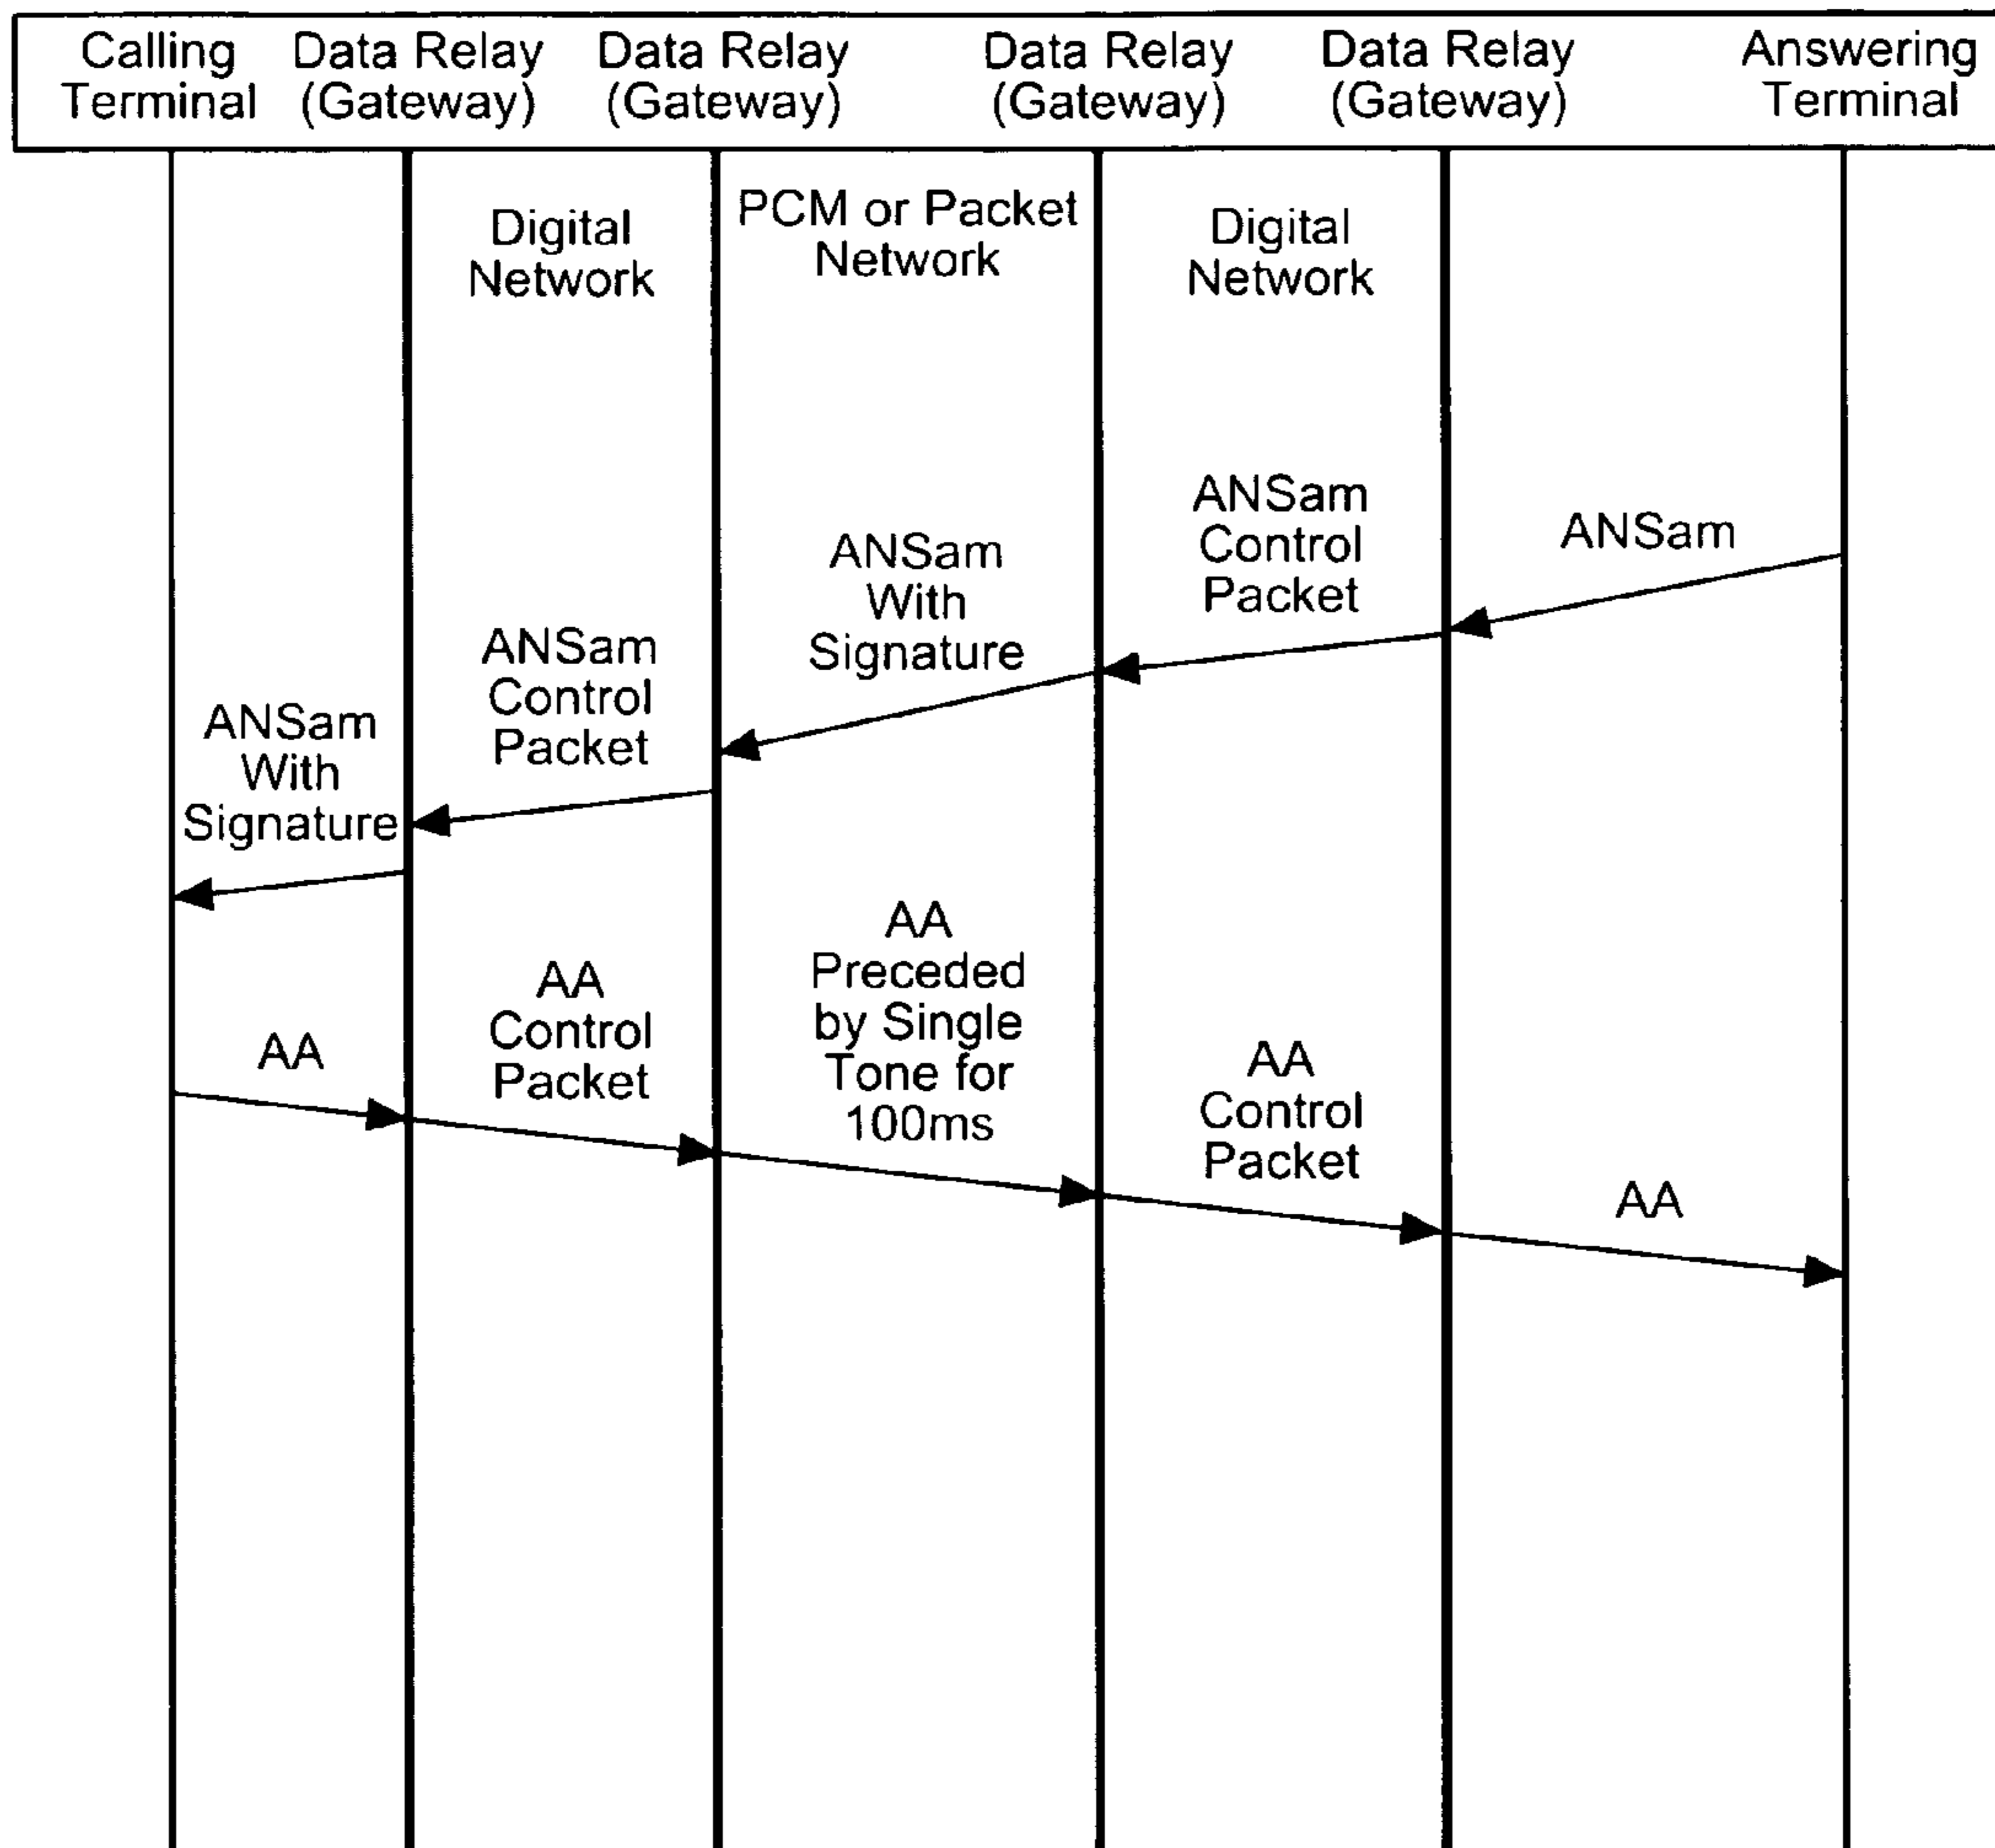 Calling
Terminal
Data Relay
(Gateway)
Data Relay
(Gateway)
Data Relay
(Gateway)
Data Relay
(Gateway)
Answering
Terminal
Digital
Network
PCM or Packet
Network
Digital
Network
ANSam
ANSam
Control
Packet
ANSam
With
Signature
ANSam
Control
Packet
ANSam
With
Signature
AA
AA
Control
Packet
AA
Preceded
by Single
Tone for
100ms
AA
Control
Packet
AA